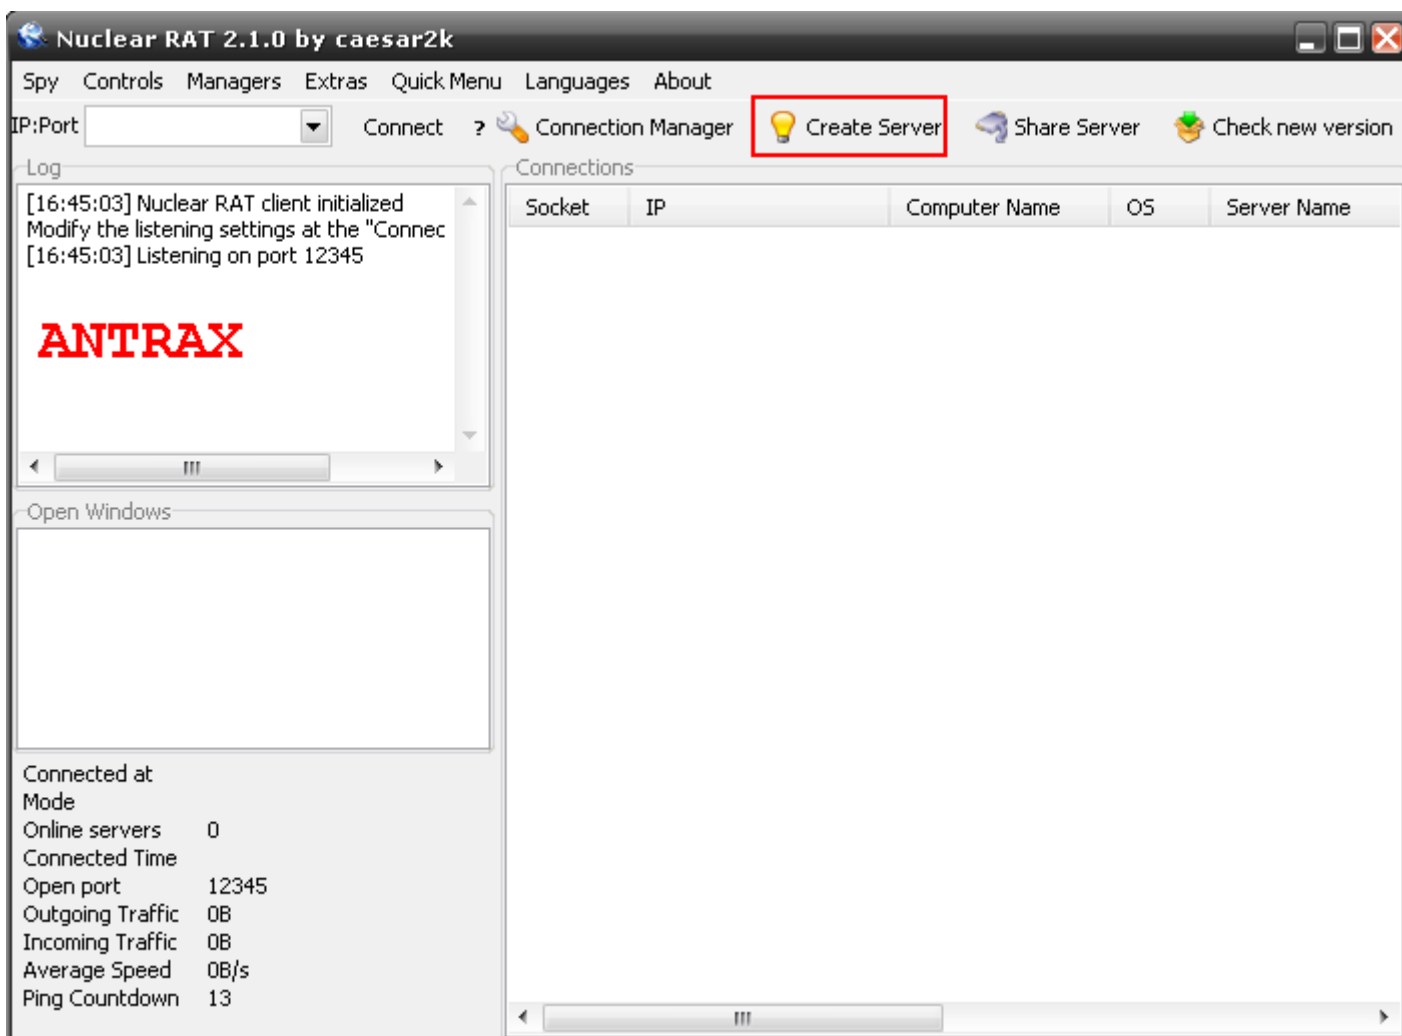 Nuclear RAT 2.1.0 by caesar2k
Spy Controls Managers Extras Quick Menu Languages About
IP:Port Connect ? Connection Manager Create Server Share Server Check new version
Log
[16:45:03] Nuclear RAT client initialized
Modify the listening settings at the "Connec
[16:45:03] Listening on port 12345
ANTRAX
Connections
Socket IP Computer Name OS Server Name
Open Windows
Connected at
Mode
Online servers 0
Connected Time
Open port 12345
Outgoing Traffic 0B
Incoming Traffic 0B
Average Speed 0B/s
Ping Countdown 13